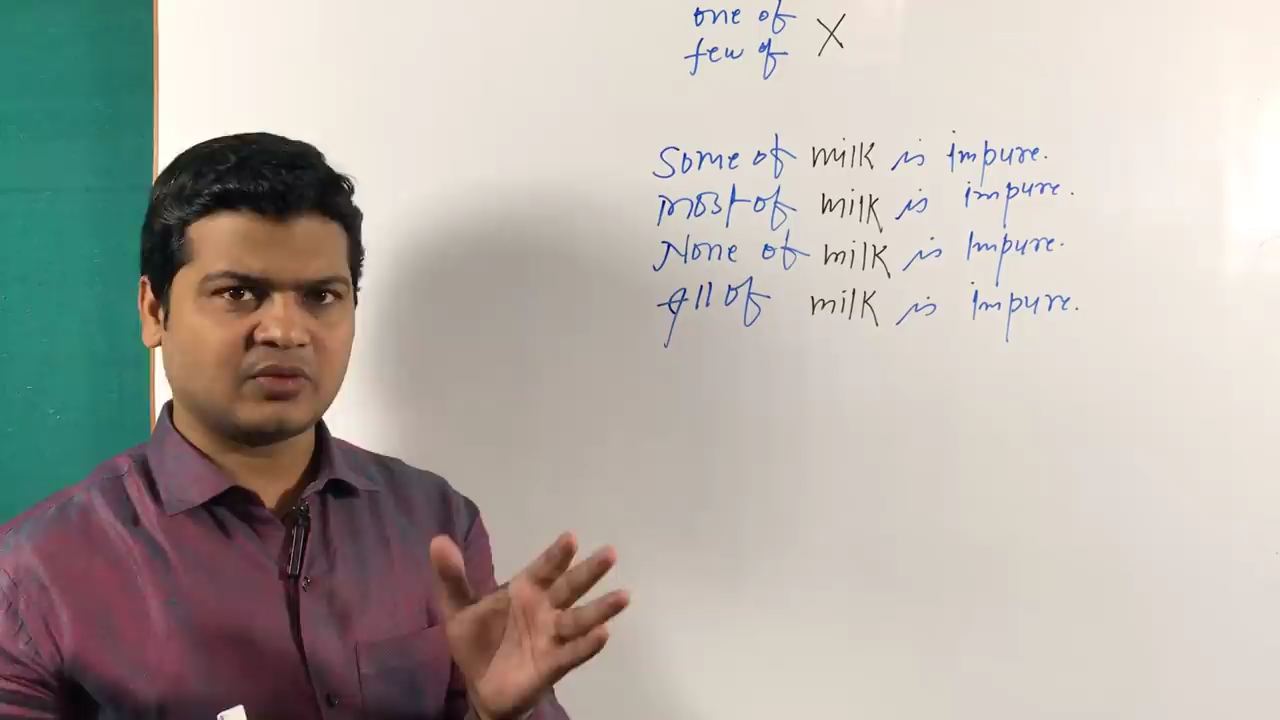 one of
few of X
Some of milk is impure.
most of milk is impure.
None of milk is Impure.
All of milk is impure.